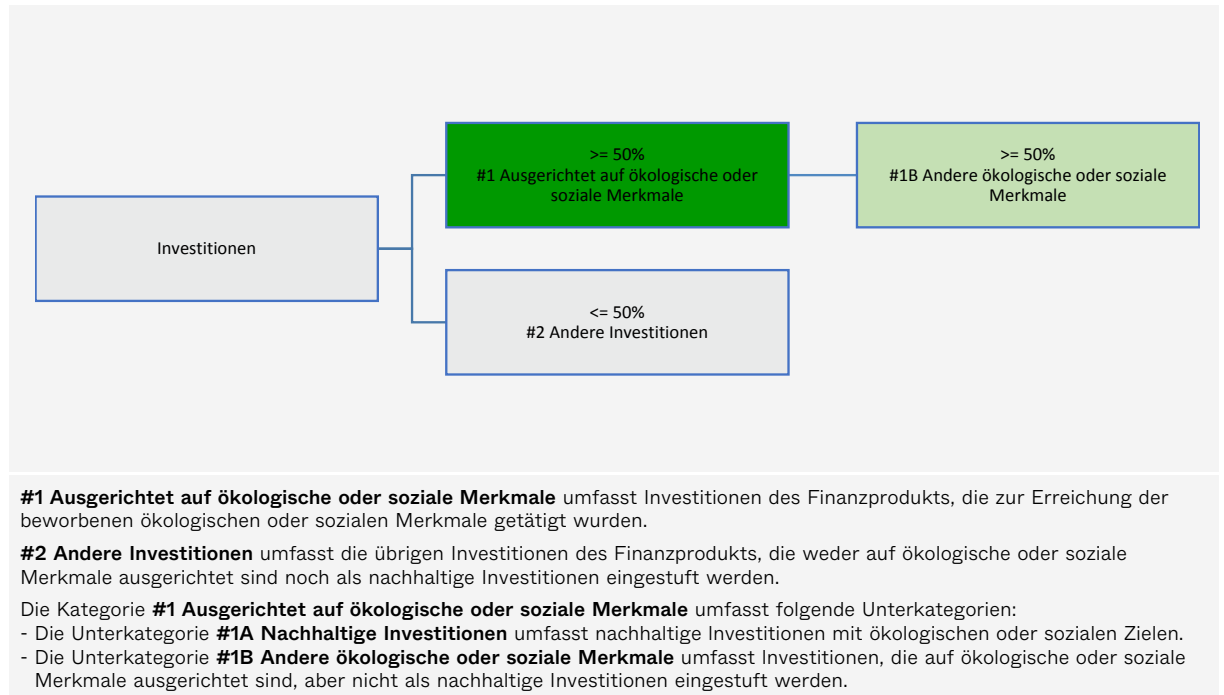 >= 50%
#1 Ausgerichtet auf ökologische oder
soziale Merkmale
>= 50%
#1B Andere ökologische oder soziale
Merkmale
Investitionen
<= 50%
#2 Andere Investitionen
#1 Ausgerichtet auf ökologische oder soziale Merkmale umfasst Investitionen des Finanzprodukts, die zur Erreichung der
beworbenen ökologischen oder sozialen Merkmale getätigt wurden.
#2 Andere Investitionen umfasst die übrigen Investitionen des Finanzprodukts, die weder auf ökologische oder soziale
Merkmale ausgerichtet sind noch als nachhaltige Investitionen eingestuft werden.
Die Kategorie #1 Ausgerichtet auf ökologische oder soziale Merkmale umfasst folgende Unterkategorien:
- Die Unterkategorie #1A Nachhaltige Investitionen umfasst nachhaltige Investitionen mit ökologischen oder sozialen Zielen.
- Die Unterkategorie #1B Andere ökologische oder soziale Merkmale umfasst Investitionen, die auf ökologische oder soziale
Merkmale ausgerichtet sind, aber nicht als nachhaltige Investitionen eingestuft werden.